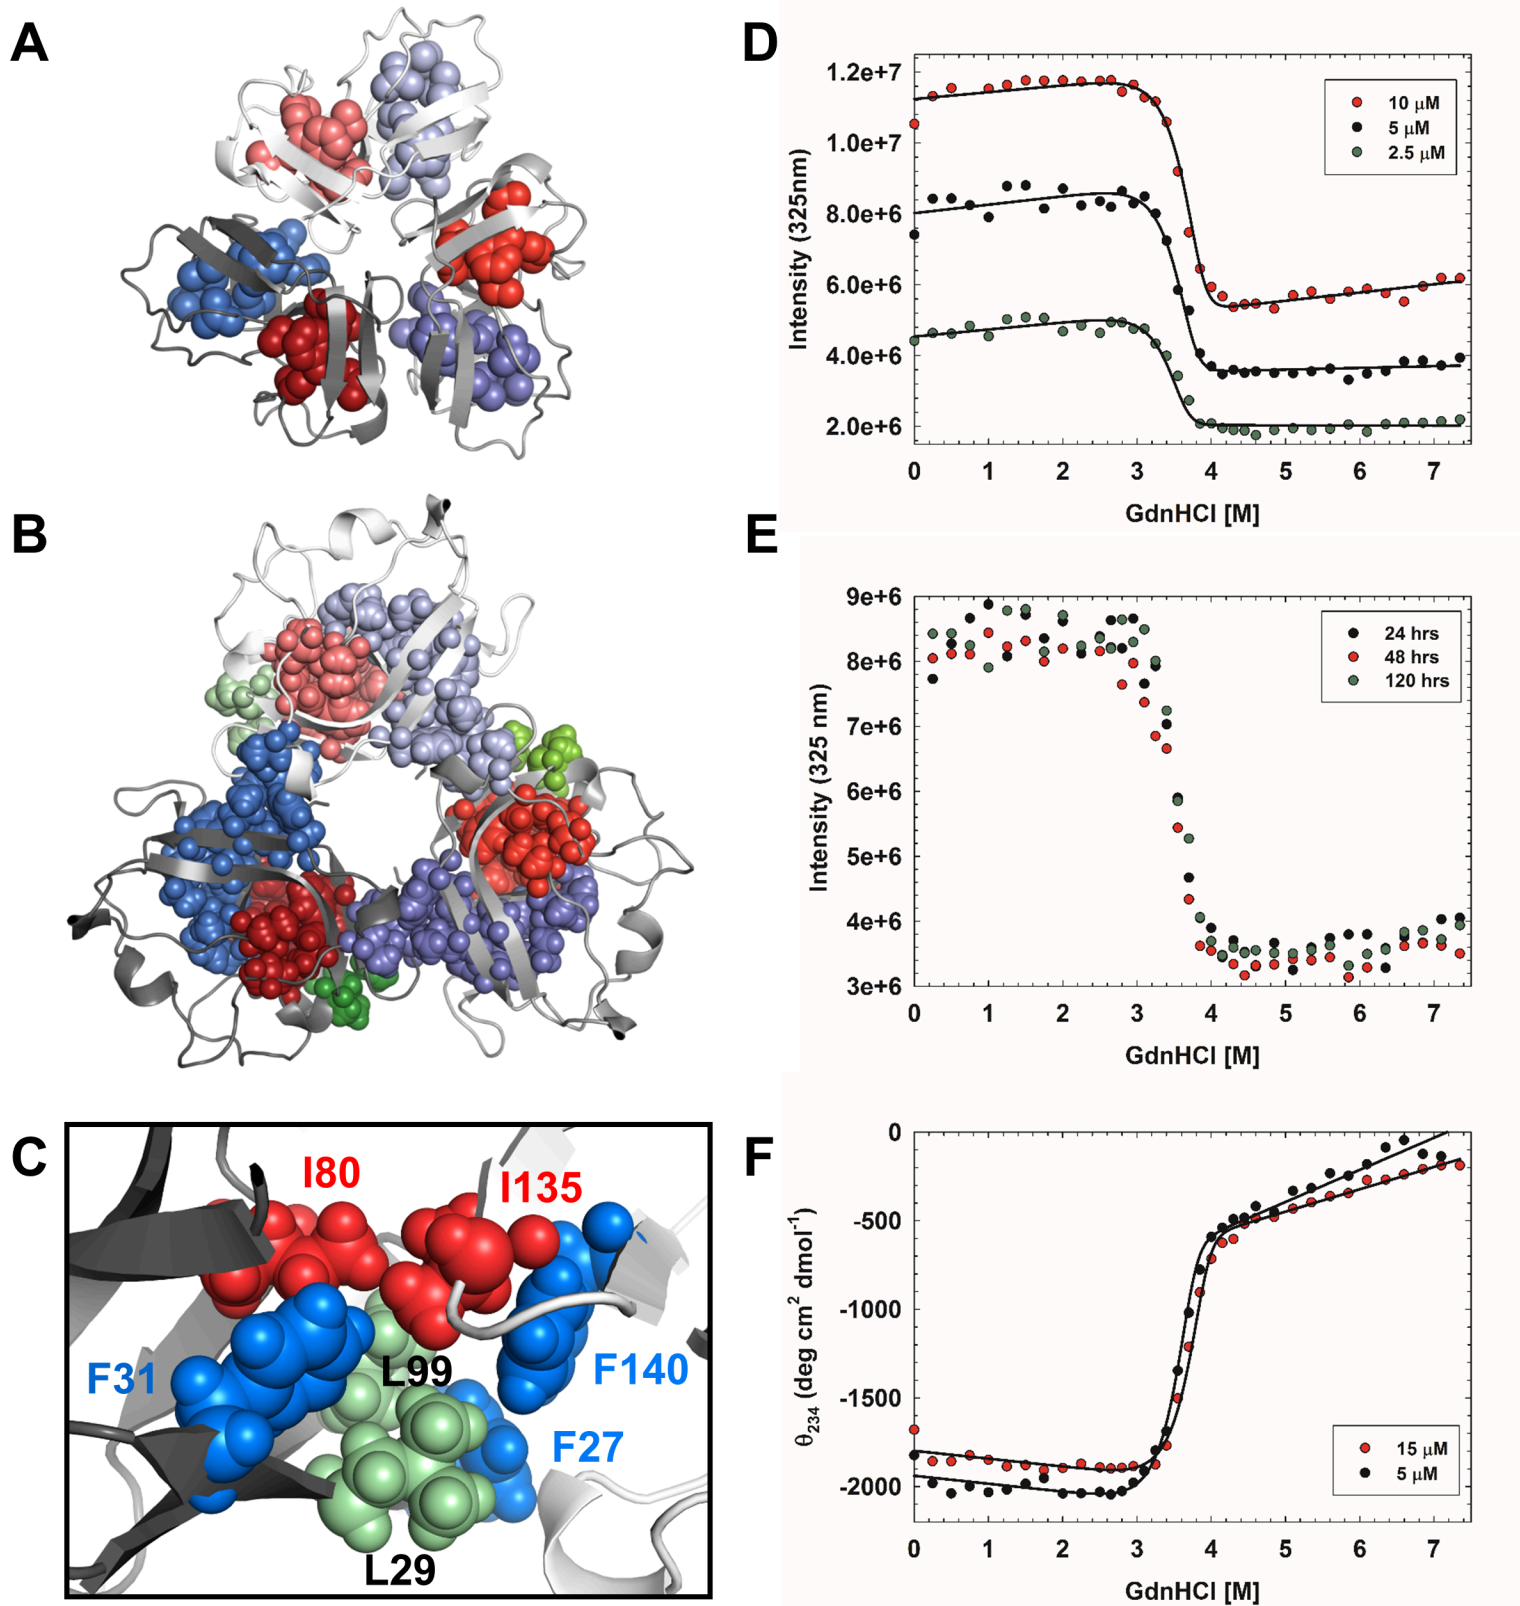 A
B
C
I80
I135
F31
L99
F140
F27
L29
D
1.2e+7
1.0e+7
8.0e+6
6.0e+6
4.0e+6
2.0e+6
Intensity (325nm)
10 μM
5 μM
2.5 μM
0 1 2 3 4 5 6 7
GdnHCl [M]
E
9e+6
8e+6
7e+6
6e+6
5e+6
4e+6
3e+6
Intensity (325 nm)
24 hrs
48 hrs
120 hrs
0 1 2 3 4 5 6 7
GdnHCl [M]
F
0
-500
-1000
-1500
-2000
θ234 (deg cm² dmol⁻¹)
15 μM
5 μM
0 1 2 3 4 5 6 7
GdnHCl [M]